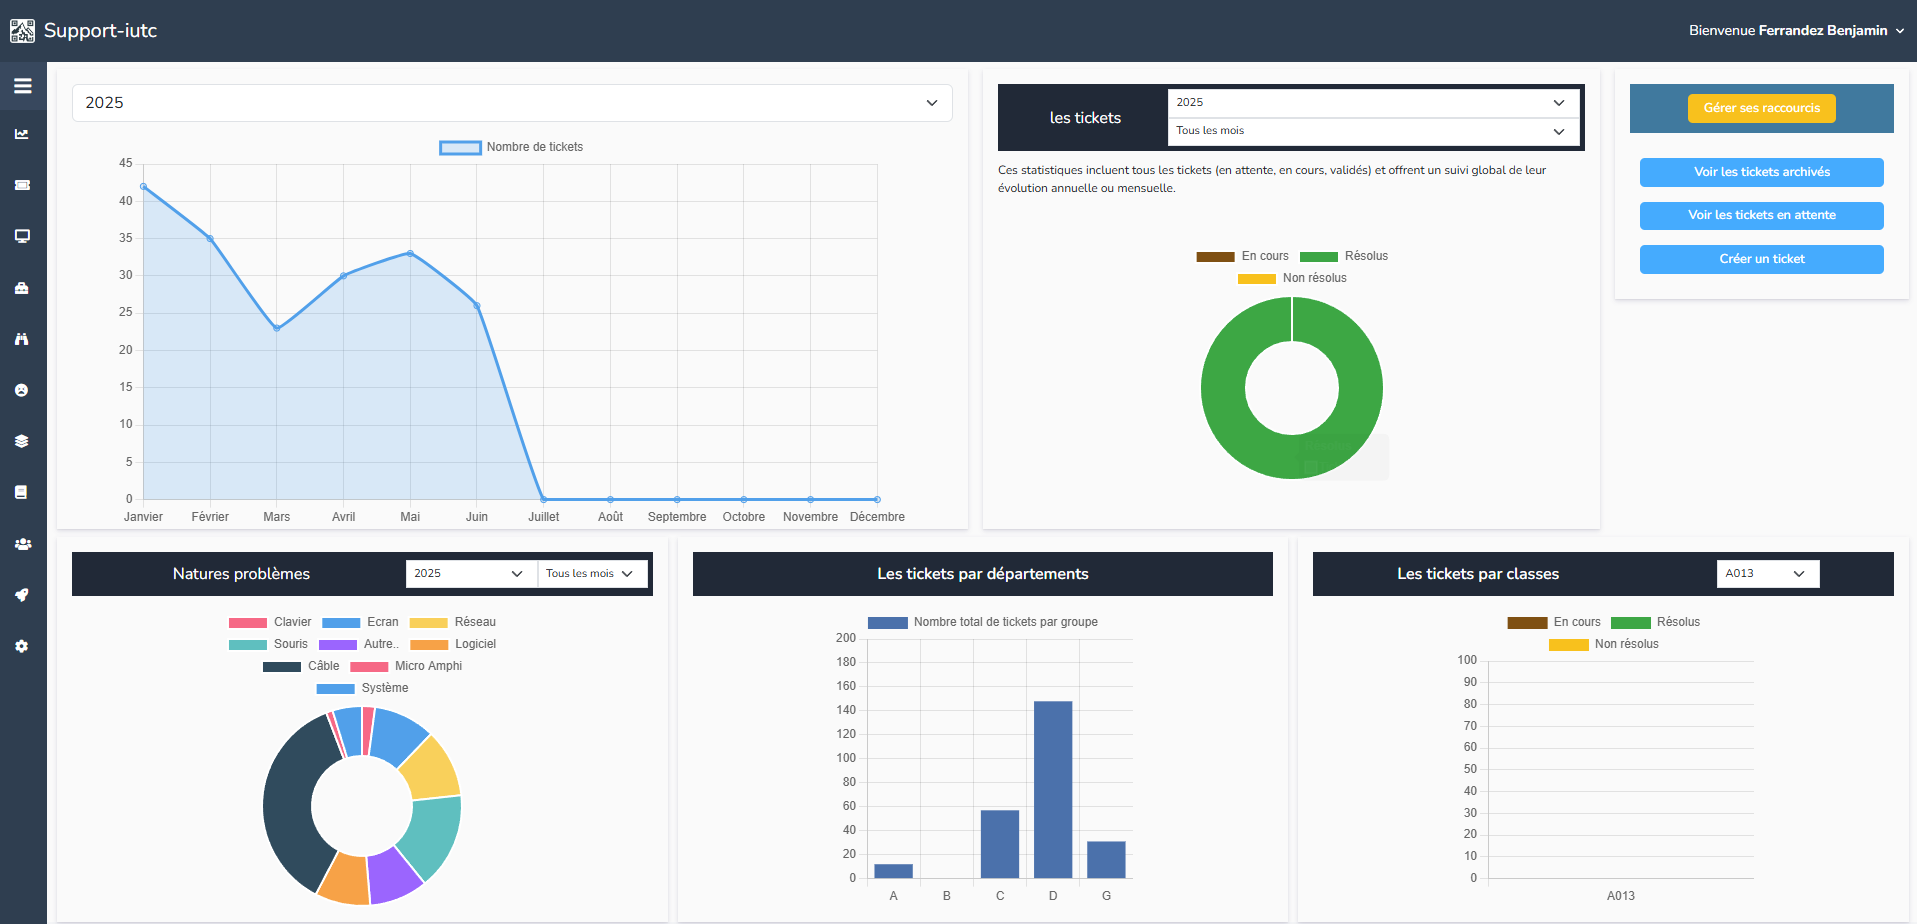 Support-iutc
Bienvenue Ferrandez Benjamin
2025
Nombre de tickets
45
40
35
30
25
20
15
10
5
0
Janvier Février Mars Avril Mai Juin Juillet Août Septembre Octobre Novembre Décembre
les tickets
2025
Tous les mois
Ces statistiques incluent tous les tickets (en attente, en cours, validés) et offrent un suivi global de leur
évolution annuelle ou mensuelle.
En cours Résolus
Non résolus
Gérer ses raccourcis
Voir les tickets archivés
Voir les tickets en attente
Créer un ticket
Natures problèmes
2025
Tous les mois
Clavier Ecran Réseau
Souris Autre.. Logiciel
Câble Micro Amphi
Système
Les tickets par départements
Nombre total de tickets par groupe
200
180
160
140
120
100
80
60
40
20
0
A B C D G
Les tickets par classes
A013
En cours Résolus
Non résolus
100
90
80
70
60
50
40
30
20
10
0
A013